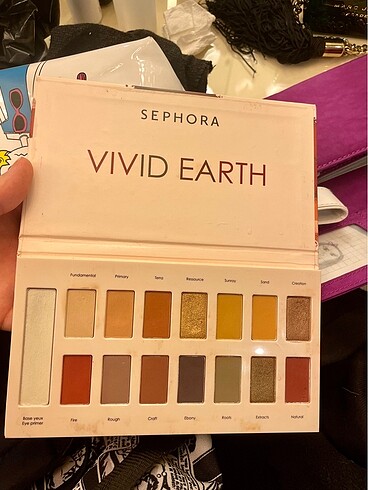 SEPHORA
VIVID EARTH
Fundamental Primary Terra Ressource Sunrise Sand Creation
Base yeux
Eye primer
Fire Rough Craft Ebony Roots Extracts Natural